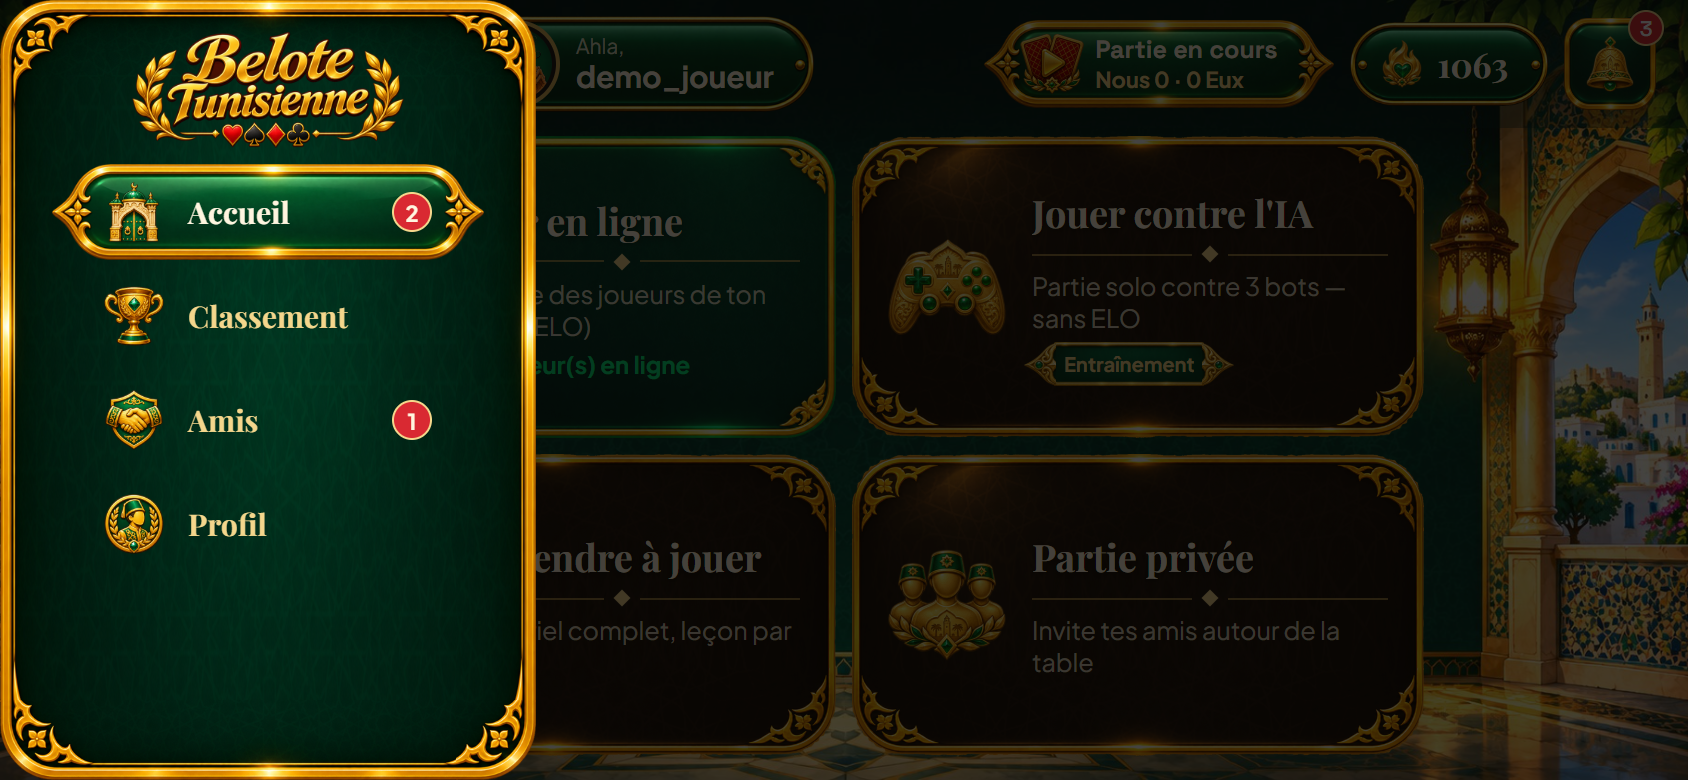 Belote
Tunisienne
Accueil
2
Classement
Amis
1
Profil
Ahla,
demo_joueur
Partie en cours
Nous 0 · 0 Eux
1063
3
en ligne
des joueurs de ton
ELO)
eur(s) en ligne
Jouer contre l'IA
Partie solo contre 3 bots —
sans ELO
Entraînement
endre à jouer
iel complet, leçon par
Partie privée
Invite tes amis autour de la
table